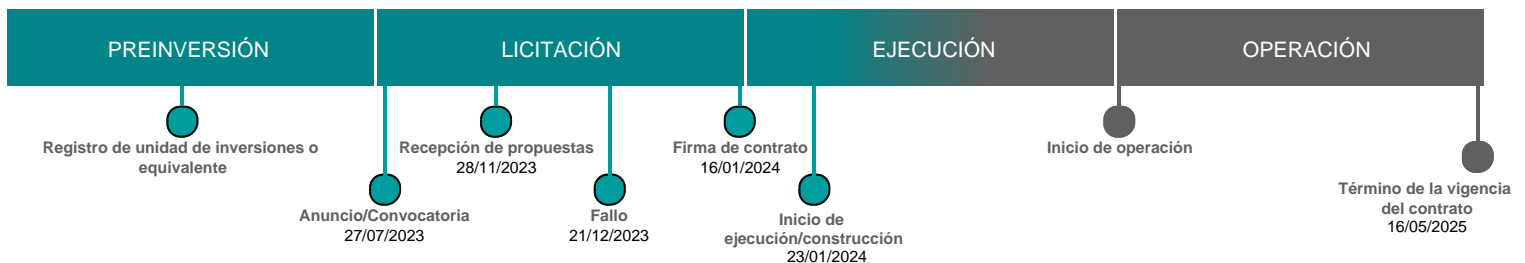 PREINVERSIÓN
LICITACIÓN
EJECUCIÓN
OPERACIÓN
Registro de unidad de inversiones o
equivalente
Anuncio/Convocatoria
27/07/2023
Recepción de propuestas
28/11/2023
Fallo
21/12/2023
Firma de contrato
16/01/2024
Inicio de
ejecución/construcción
23/01/2024
Inicio de operación
Término de la vigencia
del contrato
16/05/2025